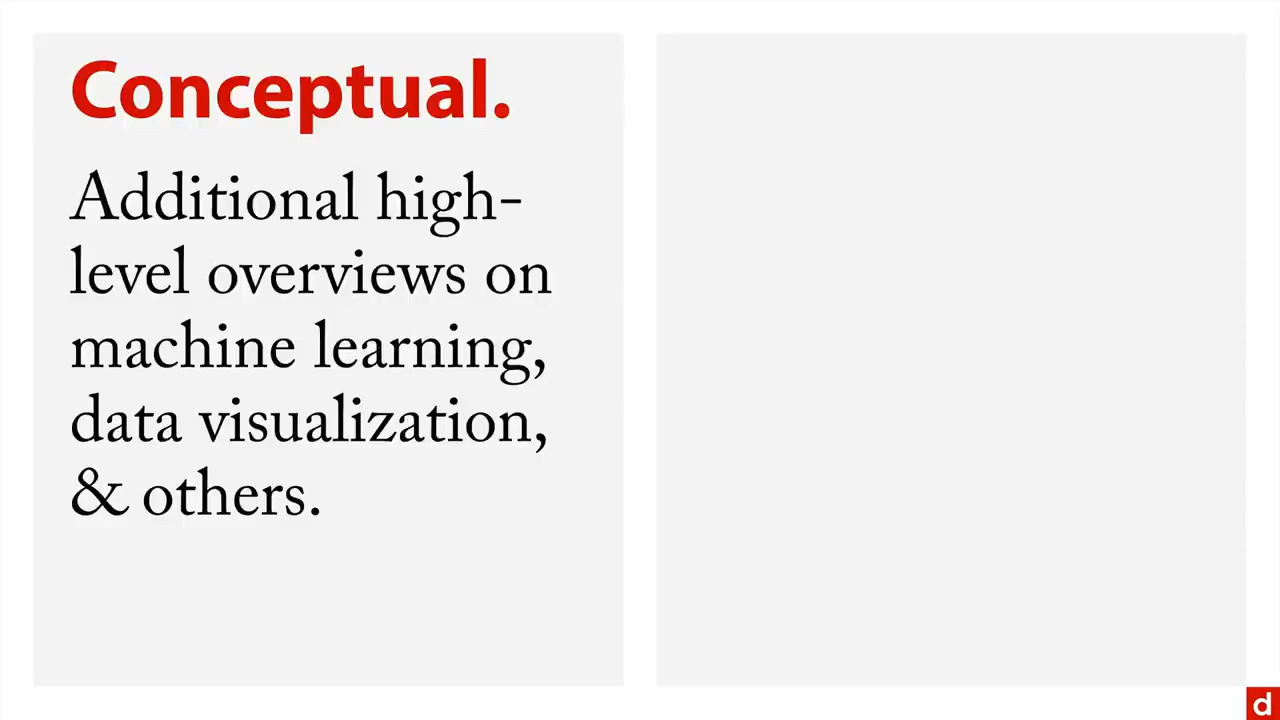 Conceptual.
Additional high-
level overviews on
machine learning,
data visualization,
& others.
d